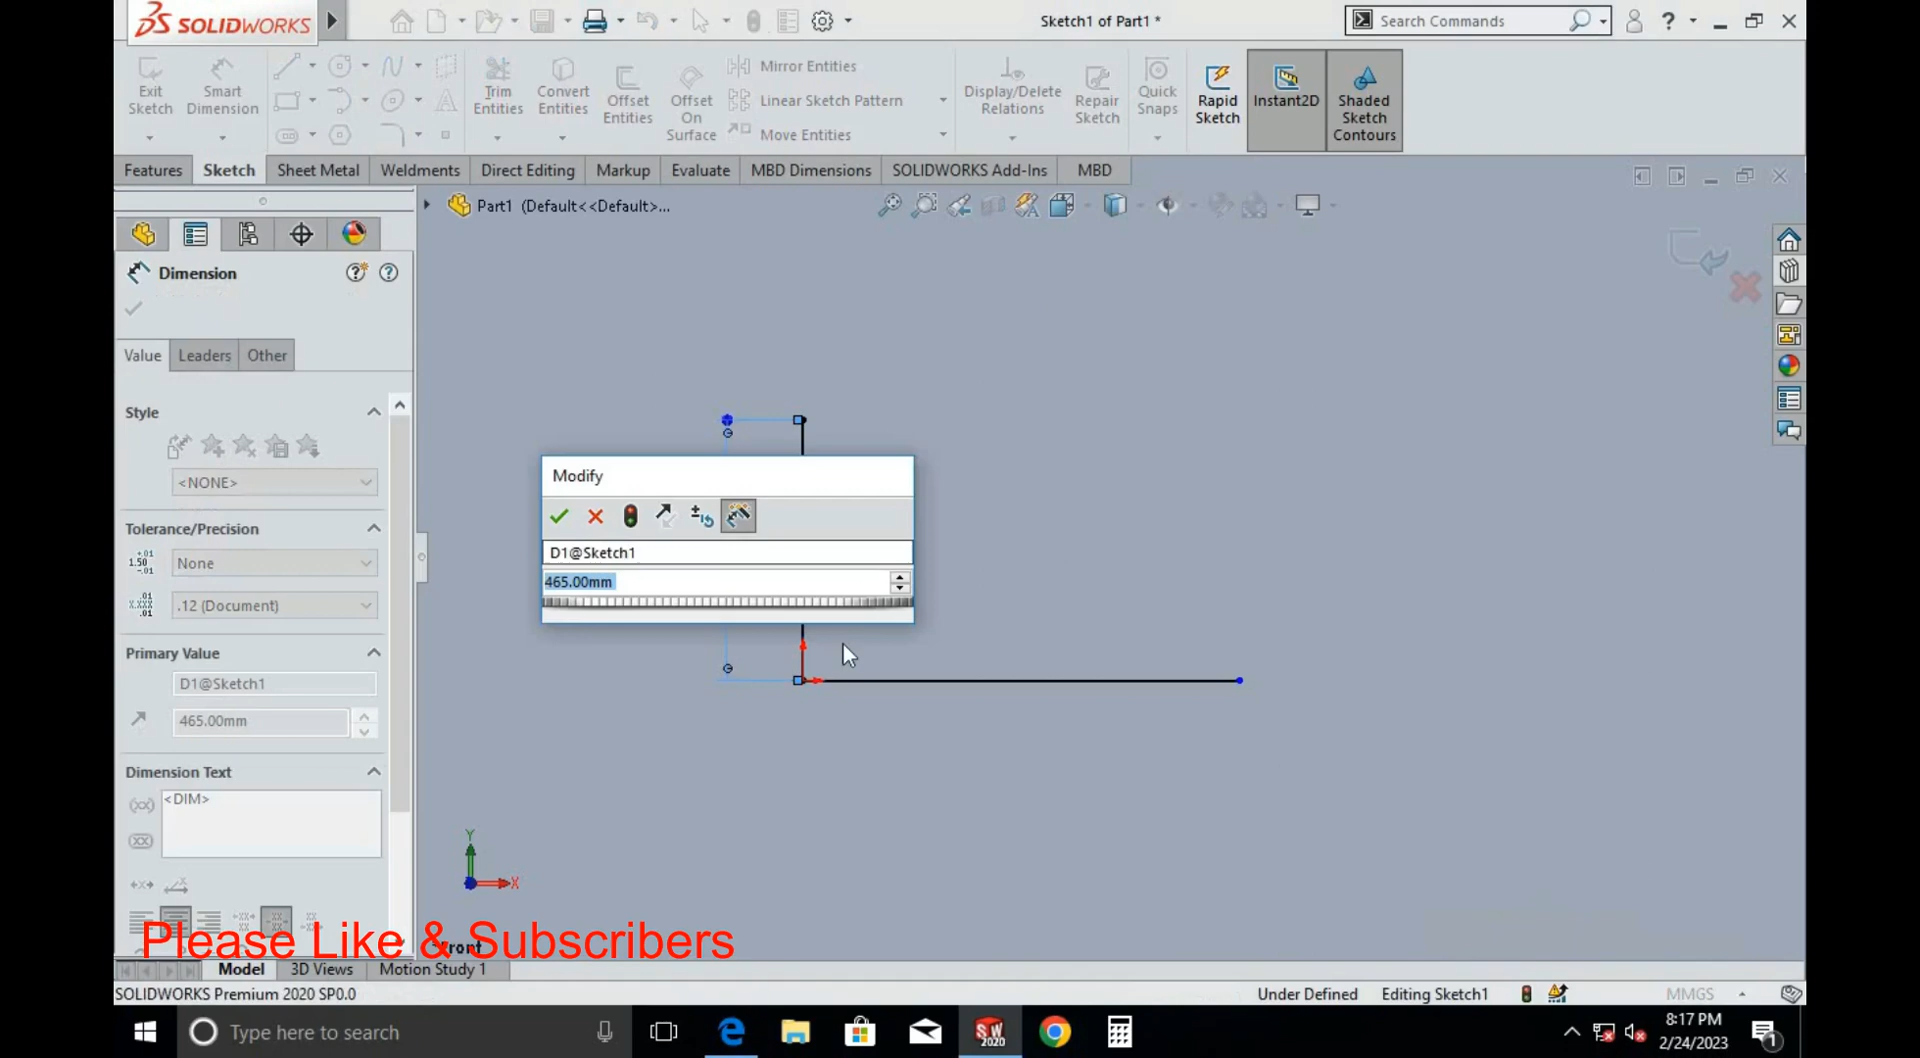 SOLIDWORKS
Sketch1 of Part1 *
Search Commands
Exit Sketch
Smart Dimension
Trim Entities
Convert Entities
Offset Entities
Offset On Surface
Mirror Entities
Linear Sketch Pattern
Move Entities
Display/Delete Relations
Repair Sketch
Quick Snaps
Rapid Sketch
Instant2D
Shaded Sketch Contours
Features
Sketch
Sheet Metal
Weldments
Direct Editing
Markup
Evaluate
MBD Dimensions
SOLIDWORKS Add-Ins
MBD
Part1 (Default<<Default>...
Dimension
Value
Leaders
Other
Style
<NONE>
Tolerance/Precision
None
.12 (Document)
Primary Value
D1@Sketch1
465.00mm
Dimension Text
<DIM>
Modify
D1@Sketch1
465.00mm
Y
X
Please Like & Subscribers
Model
3D Views
Motion Study 1
SOLIDWORKS Premium 2020 SP0.0
Under Defined
Editing Sketch1
MMGS
Type here to search
8:17 PM
2/24/2023